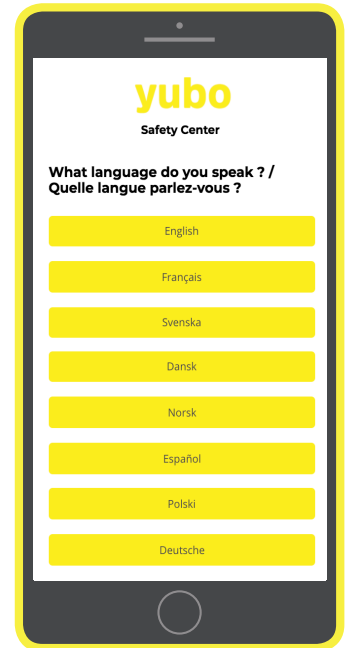 yubo
Safety Center
What language do you speak ? /
Quelle langue parlez-vous ?
English
Français
Svenska
Dansk
Norsk
Español
Polski
Deutsche